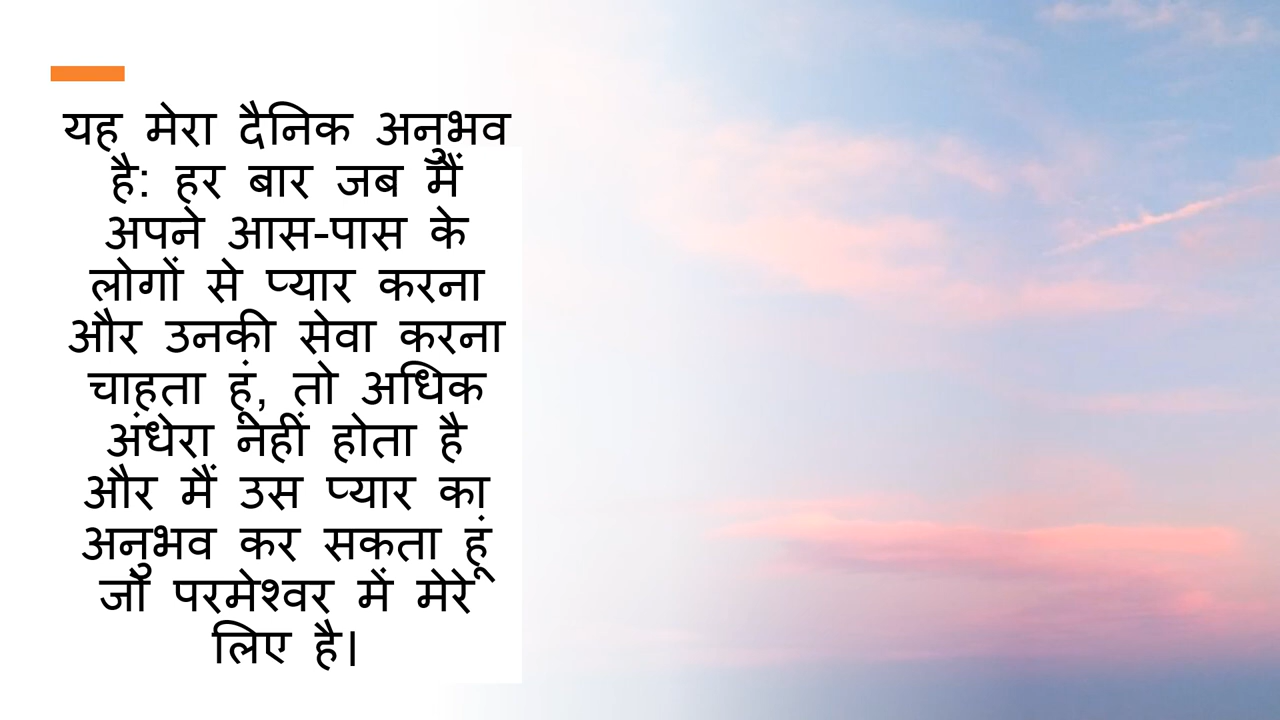 यह मेरा दैनिक अनुभव
है: हर बार जब मैं
अपने आस-पास के
लोगों से प्यार करना
और उनकी सेवा करना
चाहता हूं, तो अधिक
अंधेरा नहीं होता है
और मैं उस प्यार का
अनुभव कर सकता हूं
जो परमेश्वर में मेरे
लिए है।